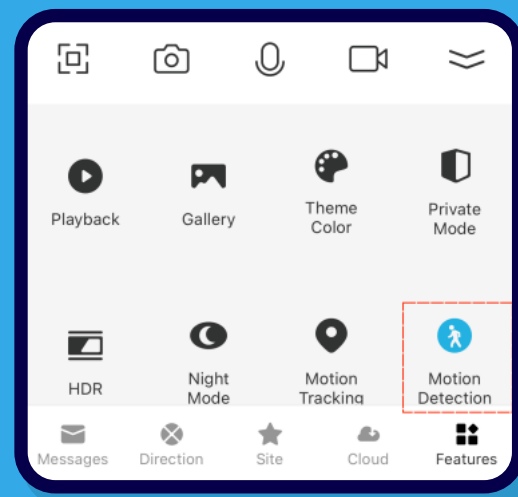 Playback
Gallery
Theme
Color
Private
Mode
HDR
Night
Mode
Motion
Tracking
Motion
Detection
Messages
Direction
Site
Cloud
Features